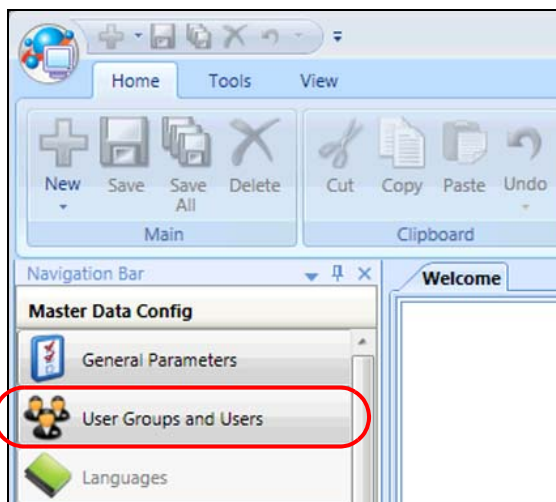 Home Tools View
New Save Save Delete Cut Copy Paste Undo
All
Main Clipboard
Navigation Bar Welcome
Master Data Config
General Parameters
User Groups and Users
Languages